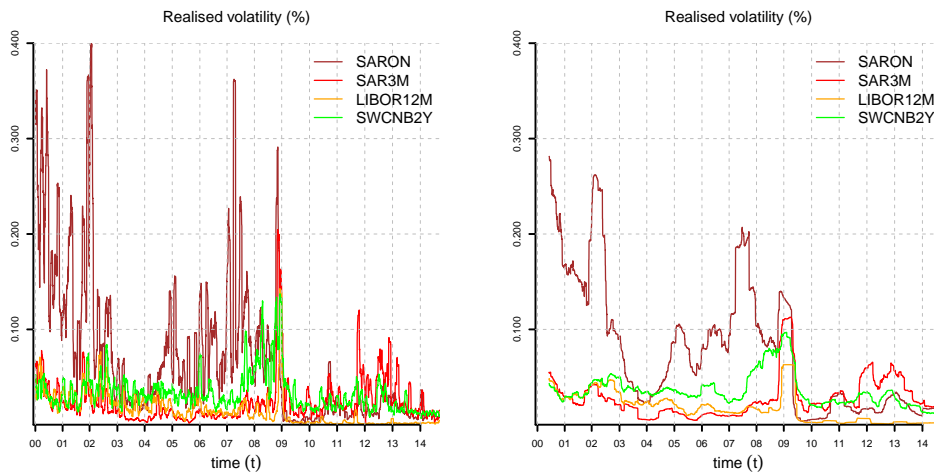 Realised volatility (%)
0.400
0.300
0.200
0.100
SARON
SAR3M
LIBOR12M
SWCNB2Y
00 01 02 03 04 05 06 07 08 09 10 11 12 13 14
time (t)
Realised volatility (%)
0.400
0.300
0.200
0.100
SARON
SAR3M
LIBOR12M
SWCNB2Y
00 01 02 03 04 05 06 07 08 09 10 11 12 13 14
time (t)